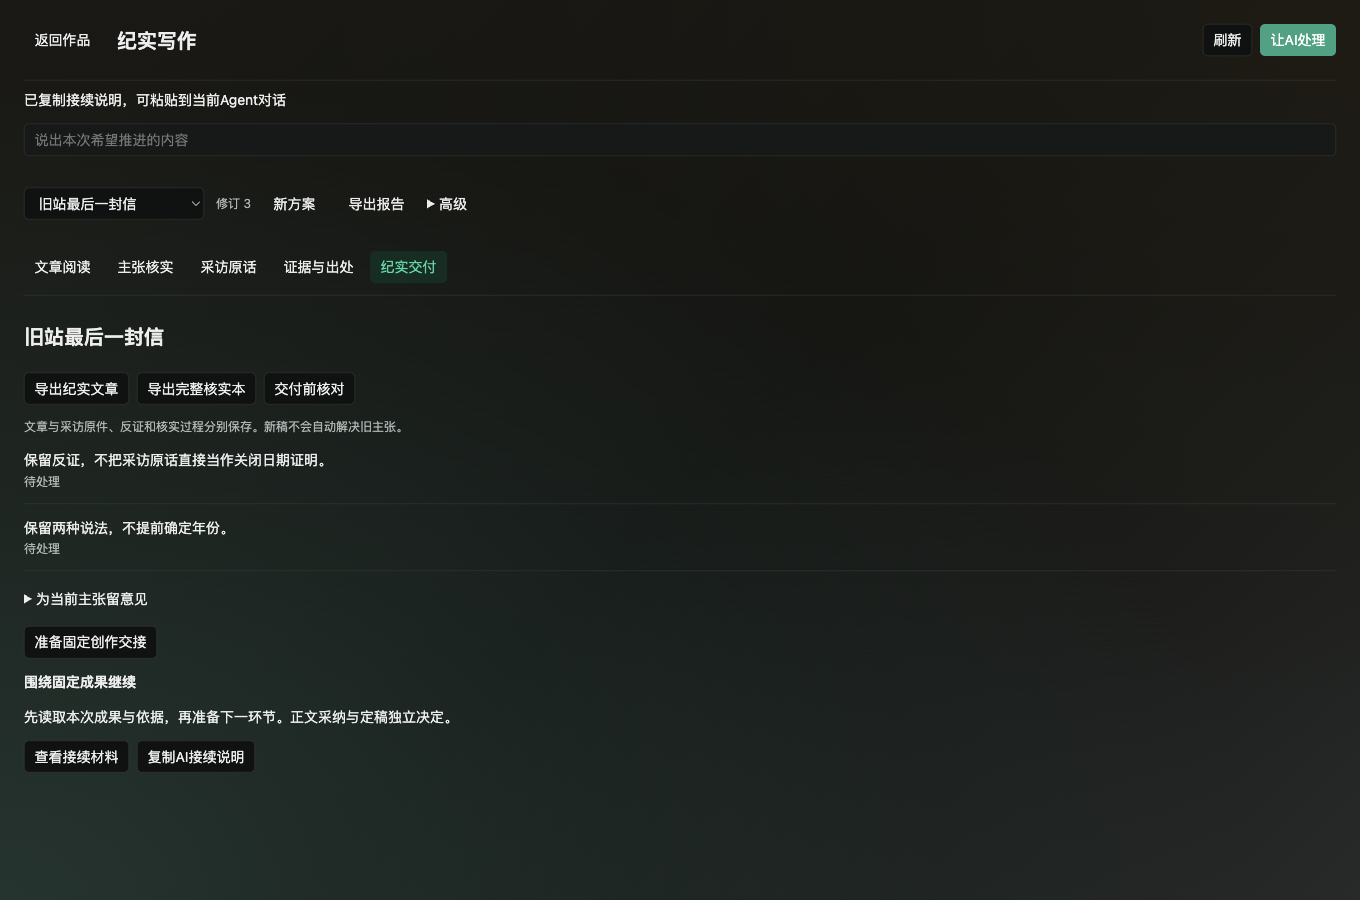 返回作品
纪实写作
刷新
让AI处理
已复制接续说明，可粘贴到当前Agent对话
说出本次希望推进的内容
旧站最后一封信
修订 3
新方案
导出报告
▶ 高级
文章阅读
主张核实
采访原话
证据与出处
纪实交付
旧站最后一封信
导出纪实文章
导出完整核实本
交付前核对
文章与采访原件、反证和核实过程分别保存。新稿不会自动解决旧主张。
保留反证，不把采访原话直接当作关闭日期证明。
待处理
保留两种说法，不提前确定年份。
待处理
▶ 为当前主张留意见
准备固定创作交接
围绕固定成果继续
先读取本次成果与依据，再准备下一环节。正文采纳与定稿独立决定。
查看接续材料
复制AI接续说明